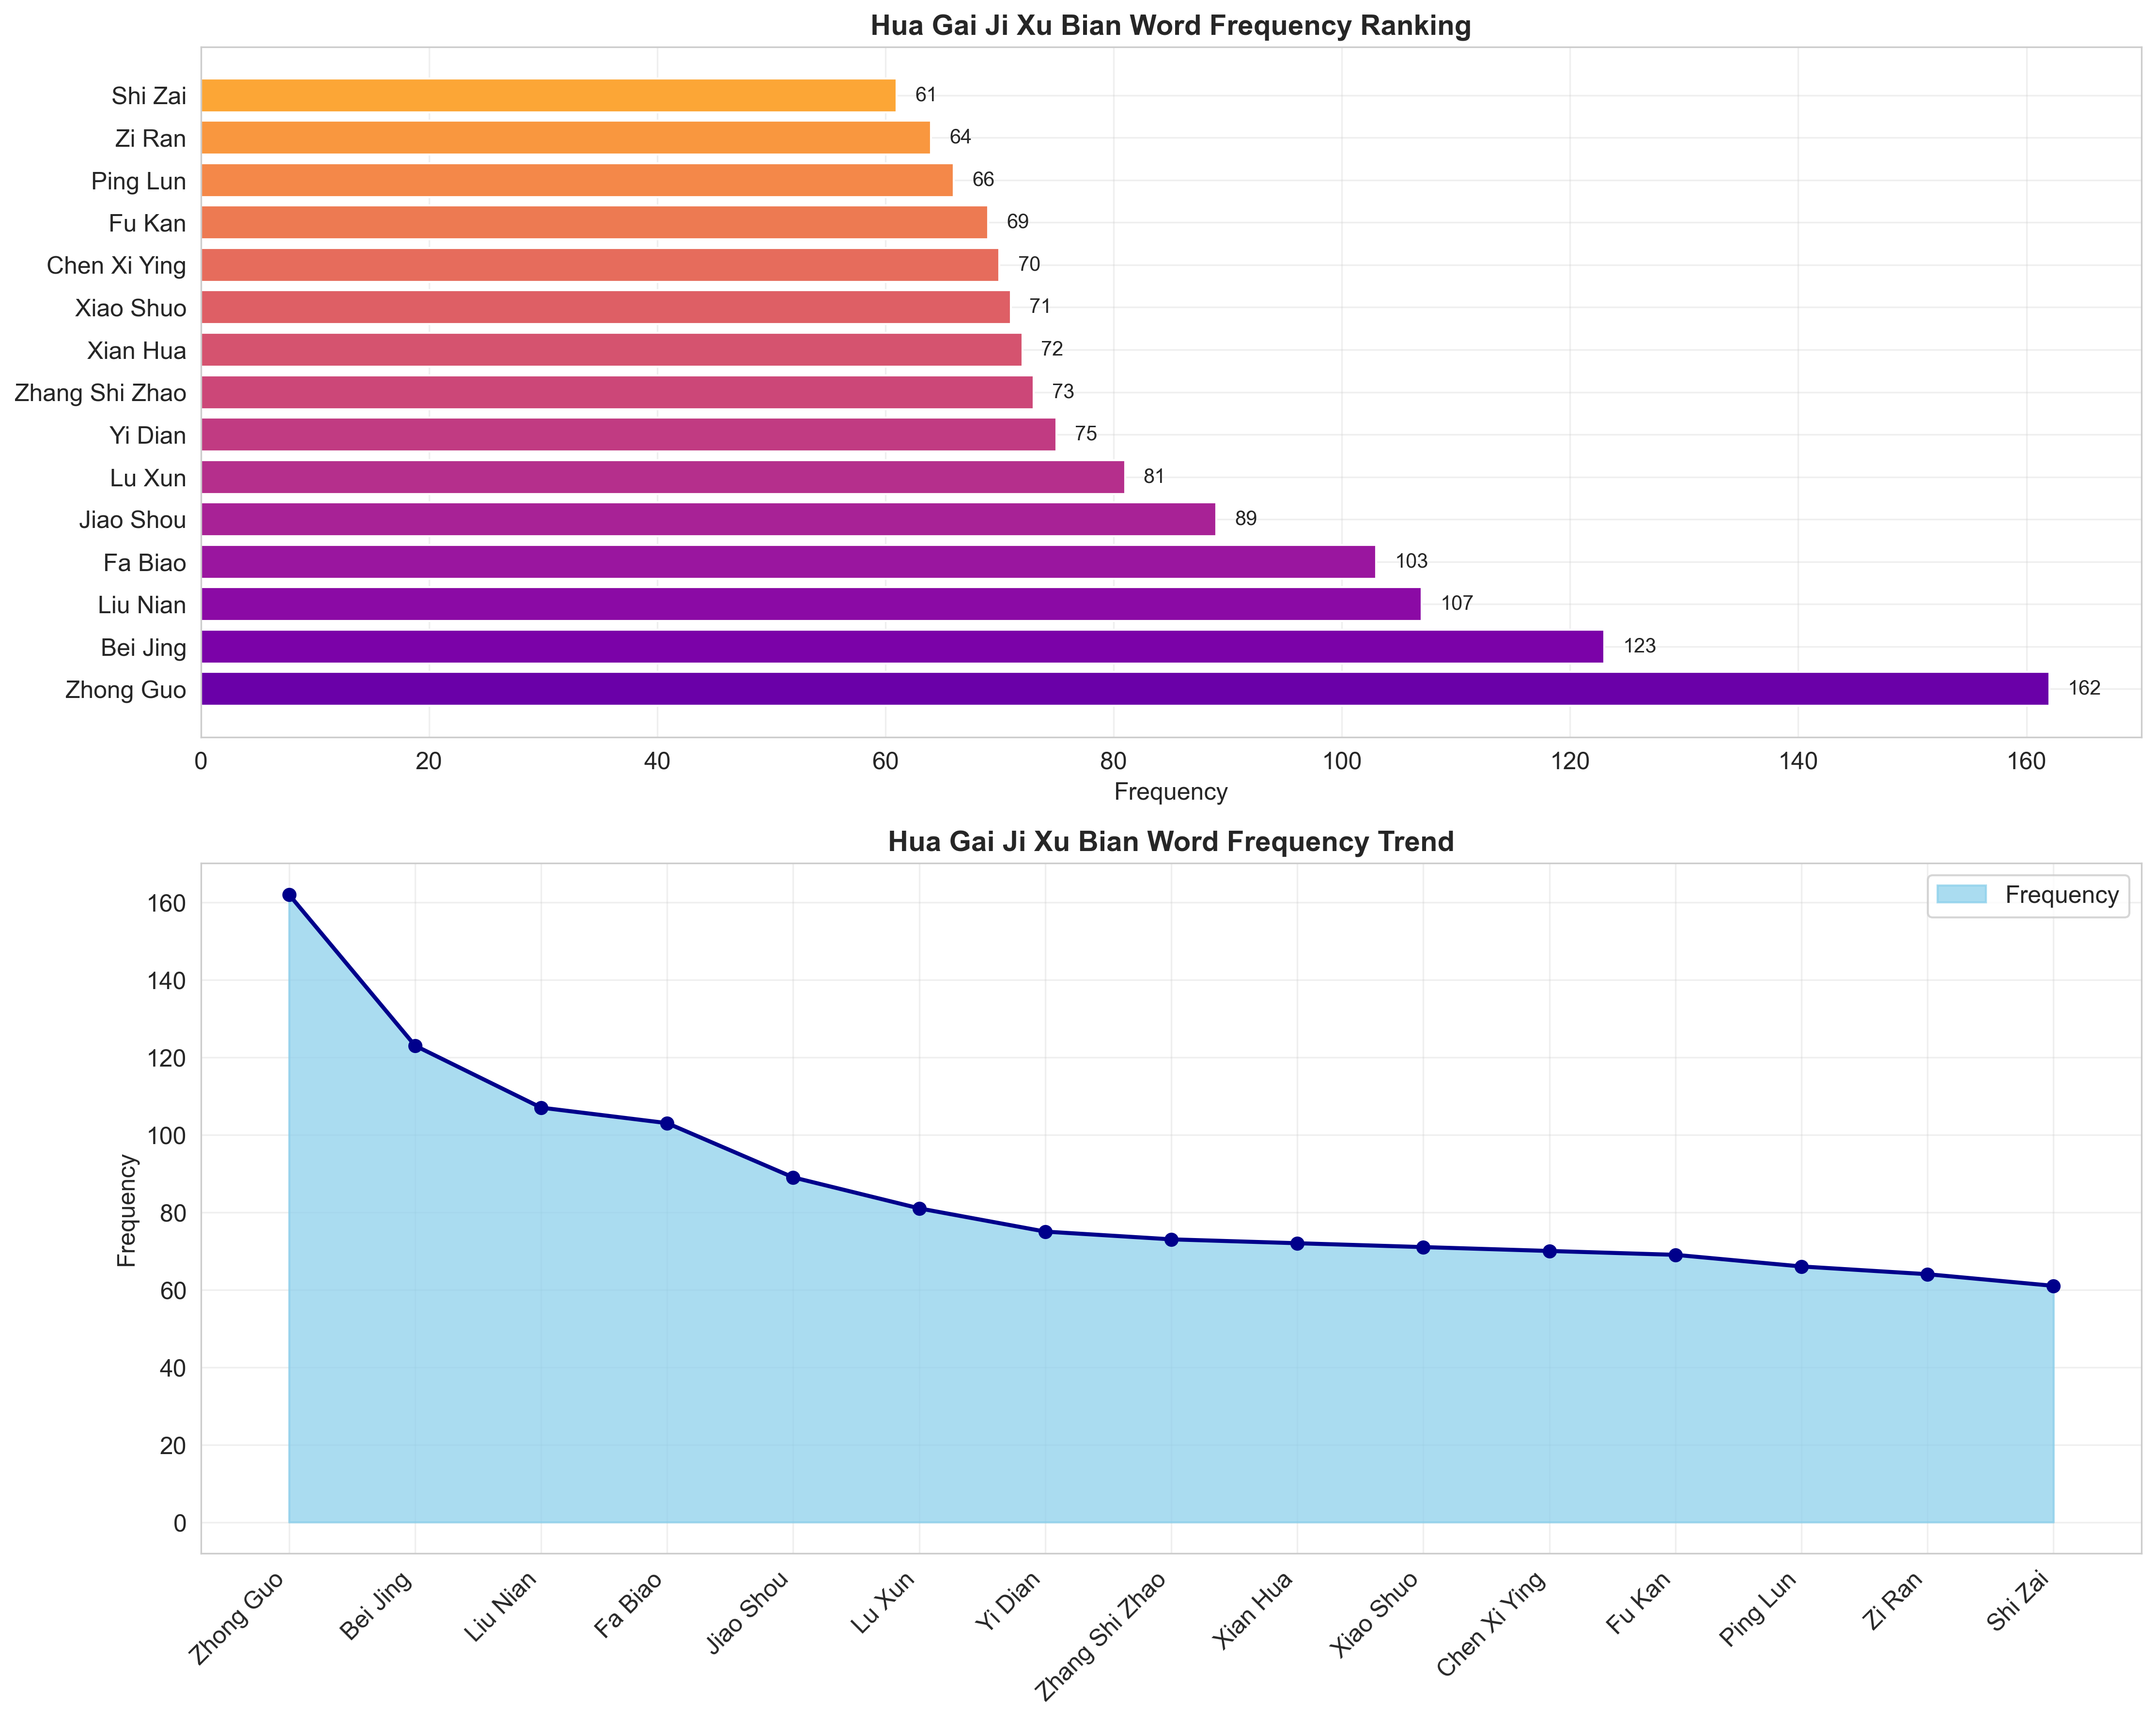 Hua Gai Ji Xu Bian Word Frequency Ranking
Shi Zai 61
Zi Ran 64
Ping Lun 66
Fu Kan 69
Chen Xi Ying 70
Xiao Shuo 71
Xian Hua 72
Zhang Shi Zhao 73
Yi Dian 75
Lu Xun 81
Jiao Shou 89
Fa Biao 103
Liu Nian 107
Bei Jing 123
Zhong Guo 162
0 20 40 60 80 100 120 140 160
Frequency
Hua Gai Ji Xu Bian Word Frequency Trend
Frequency
160
140
120
100
80
60
40
20
0
Frequency
Zhong Guo
Bei Jing
Liu Nian
Fa Biao
Jiao Shou
Lu Xun
Yi Dian
Zhang Shi Zhao
Xian Hua
Xiao Shuo
Chen Xi Ying
Fu Kan
Ping Lun
Zi Ran
Shi Zai